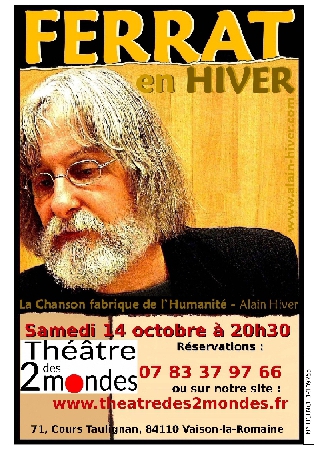 FERRAT
en HIVER
www.alain-hiver.com
La Chanson fabrique de l'Humanité - Alain Hiver
Samedi 14 octobre à 20h30
Théâtre
des
2 mondes
Réservations :
07 83 37 97 66
ou sur notre site :
www.theatredes2mondes.fr
71, Cours Taulignan, 84110 Vaison-la-Romaine